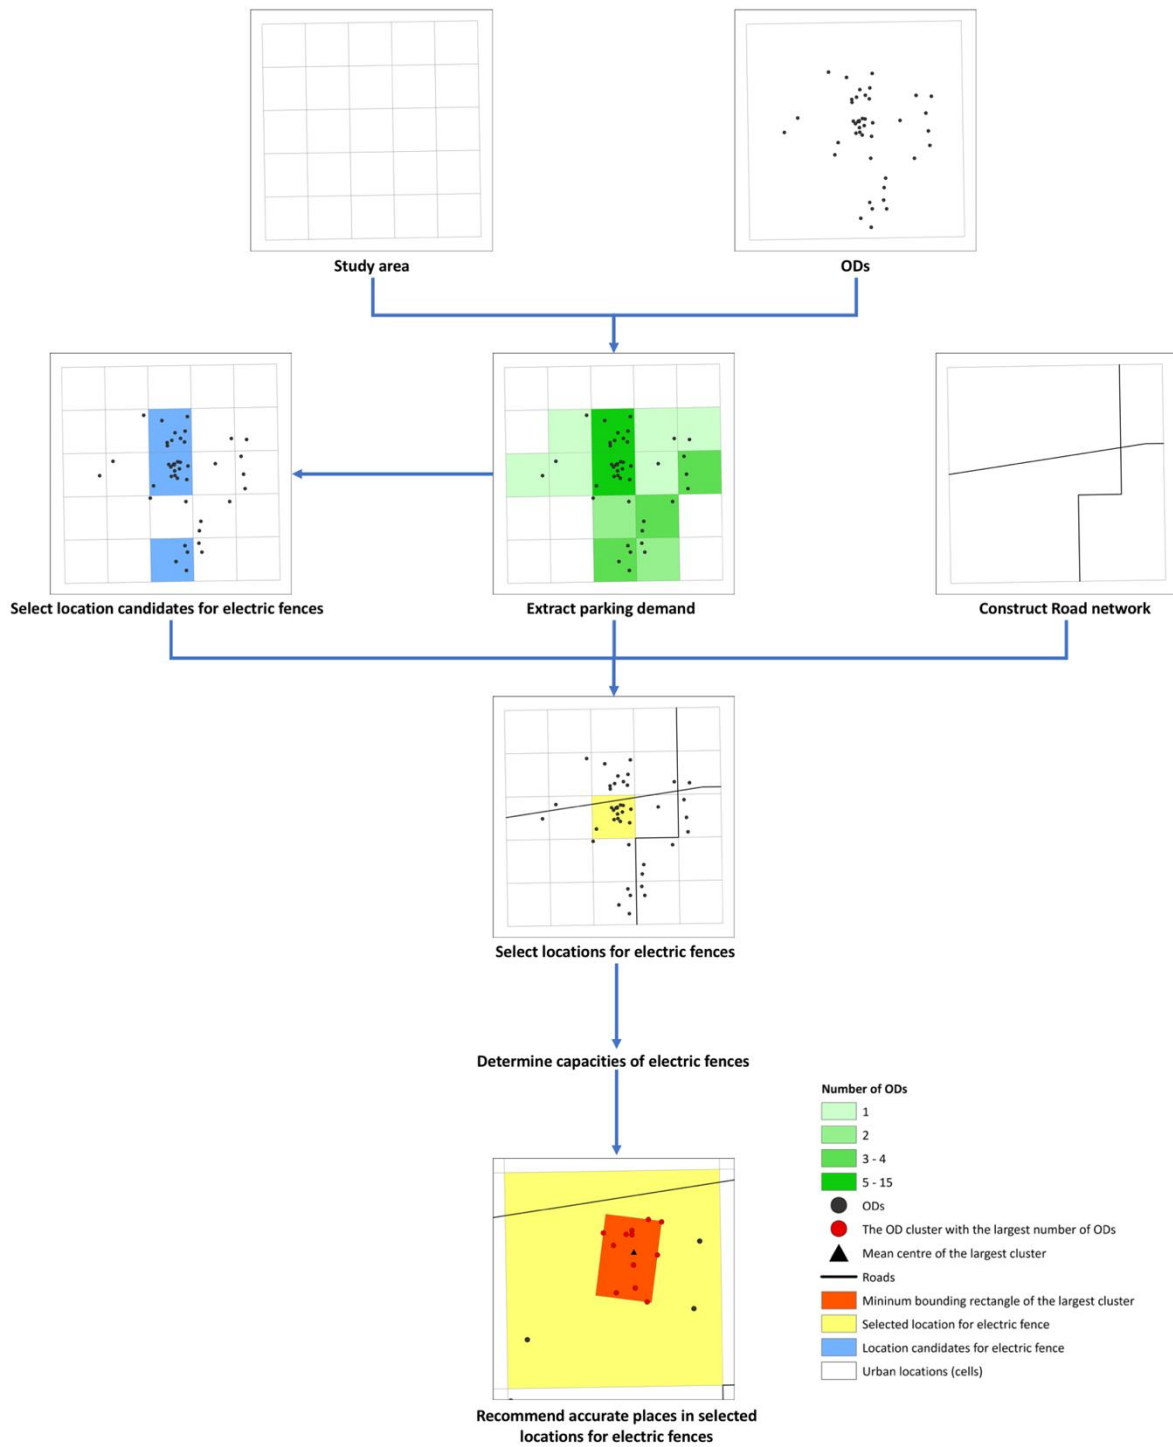 Study area
ODs
Select location candidates for electric fences
Extract parking demand
Construct Road network
Select locations for electric fences
Determine capacities of electric fences
Number of ODs
1
2
3 - 4
5 - 15
ODs
The OD cluster with the largest number of ODs
Mean centre of the largest cluster
Roads
Mininum bounding rectangle of the largest cluster
Selected location for electric fence
Location candidates for electric fence
Urban locations (cells)
Recommend accurate places in selected
locations for electric fences